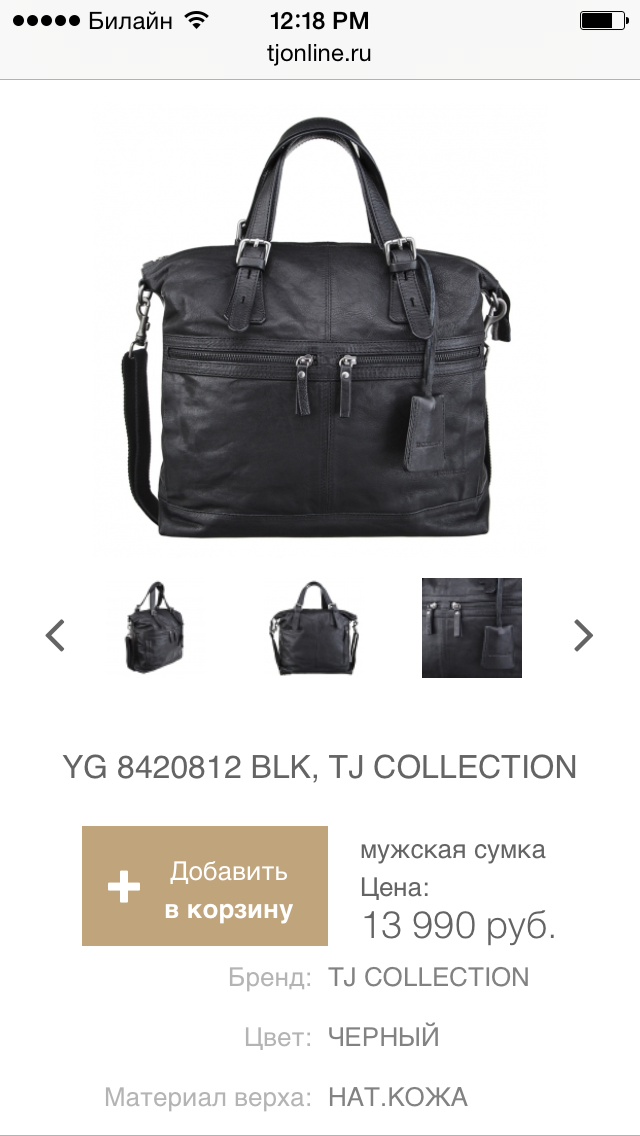 Билайн 12:18 PM
tjonline.ru
YG 8420812 BLK, TJ COLLECTION
Добавить
в корзину
мужская сумка
Цена:
13 990 руб.
Бренд: TJ COLLECTION
Цвет: ЧЕРНЫЙ
Материал верха: НАТ.КОЖА